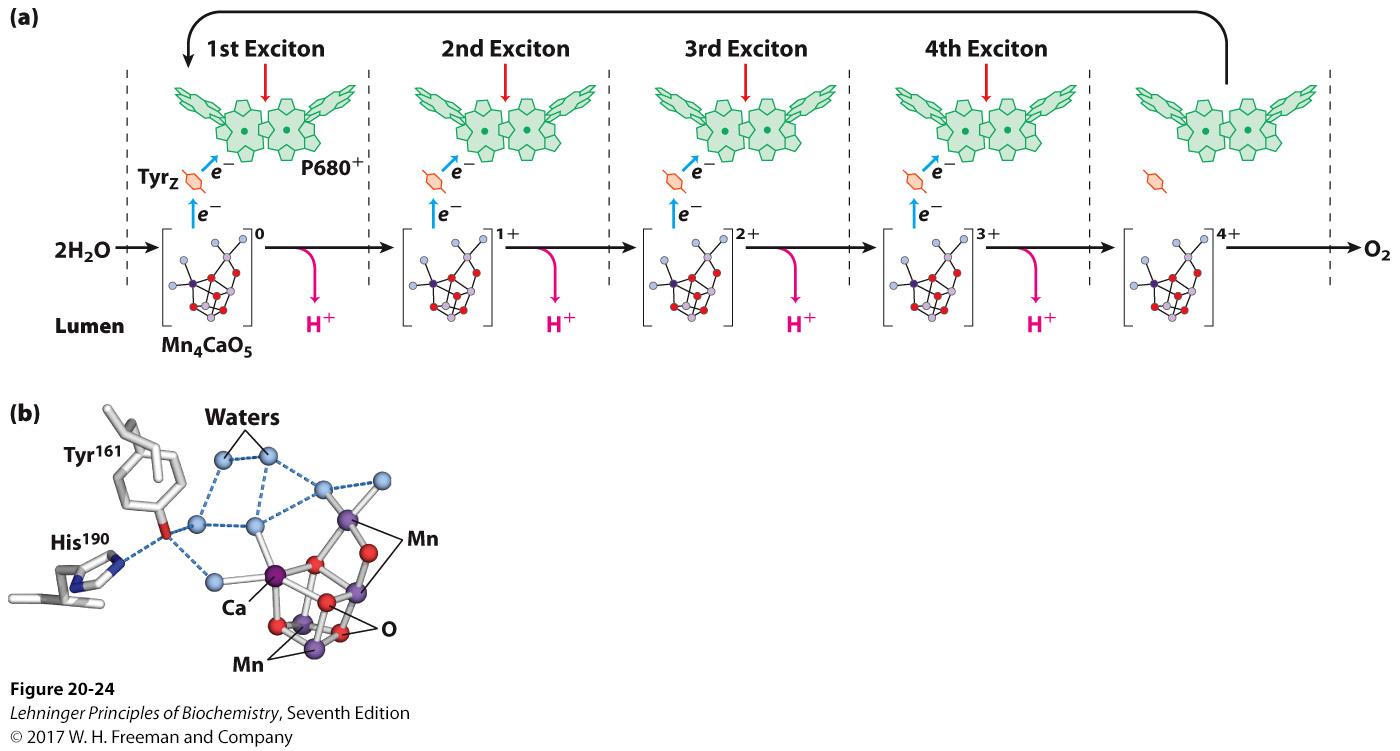 (a)
1st Exciton
2nd Exciton
3rd Exciton
4th Exciton
P680⁺
Tyr_Z
e⁻
e⁻
e⁻
e⁻
e⁻
e⁻
e⁻
e⁻
2H₂O
0
1+
2+
3+
4+
O₂
Lumen
H⁺
H⁺
H⁺
H⁺
Mn₄CaO₅
(b)
Waters
Tyr¹⁶¹
His¹⁹⁰
Mn
Ca
O
Mn
Figure 20-24
Lehninger Principles of Biochemistry, Seventh Edition
© 2017 W. H. Freeman and Company